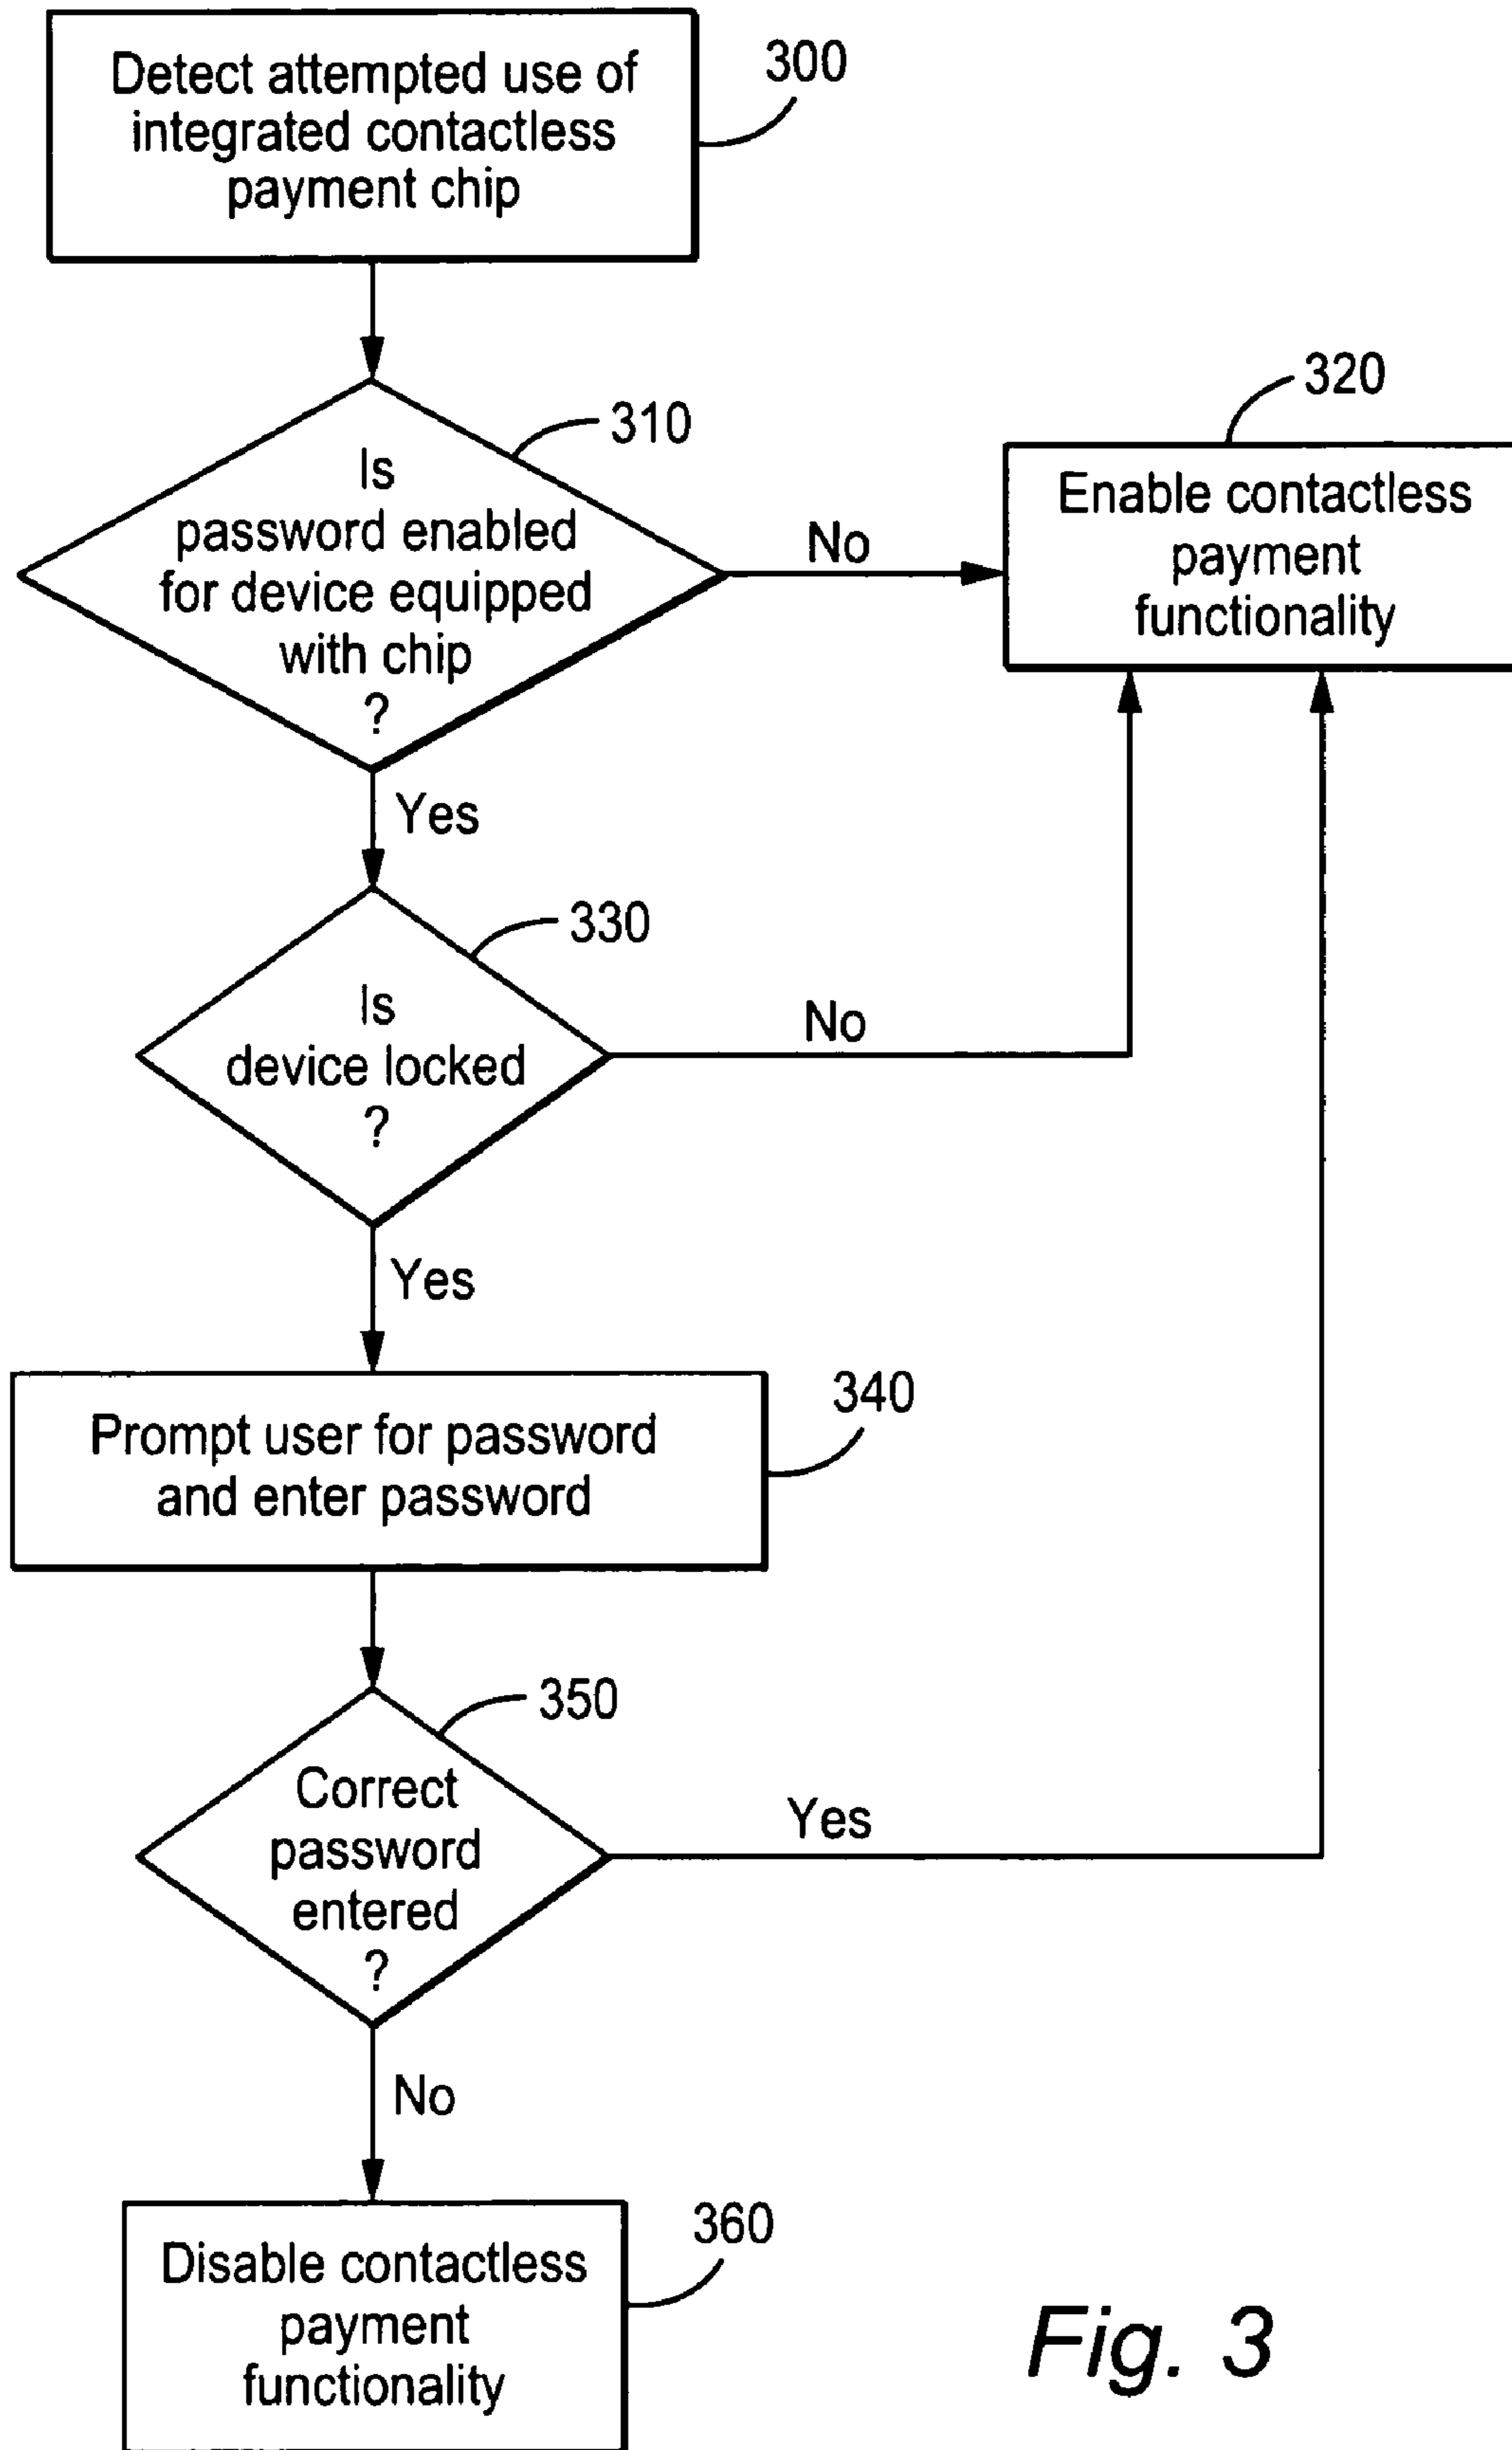 Detect attempted use of
integrated contactless
payment chip
300
310
Is
password enabled
for device equipped
with chip
?
No
320
Enable contactless
payment
functionality
Yes
330
Is
device locked
?
No
Yes
340
Prompt user for password
and enter password
350
Correct
password
entered
?
Yes
No
360
Disable contactless
payment
functionality
Fig. 3